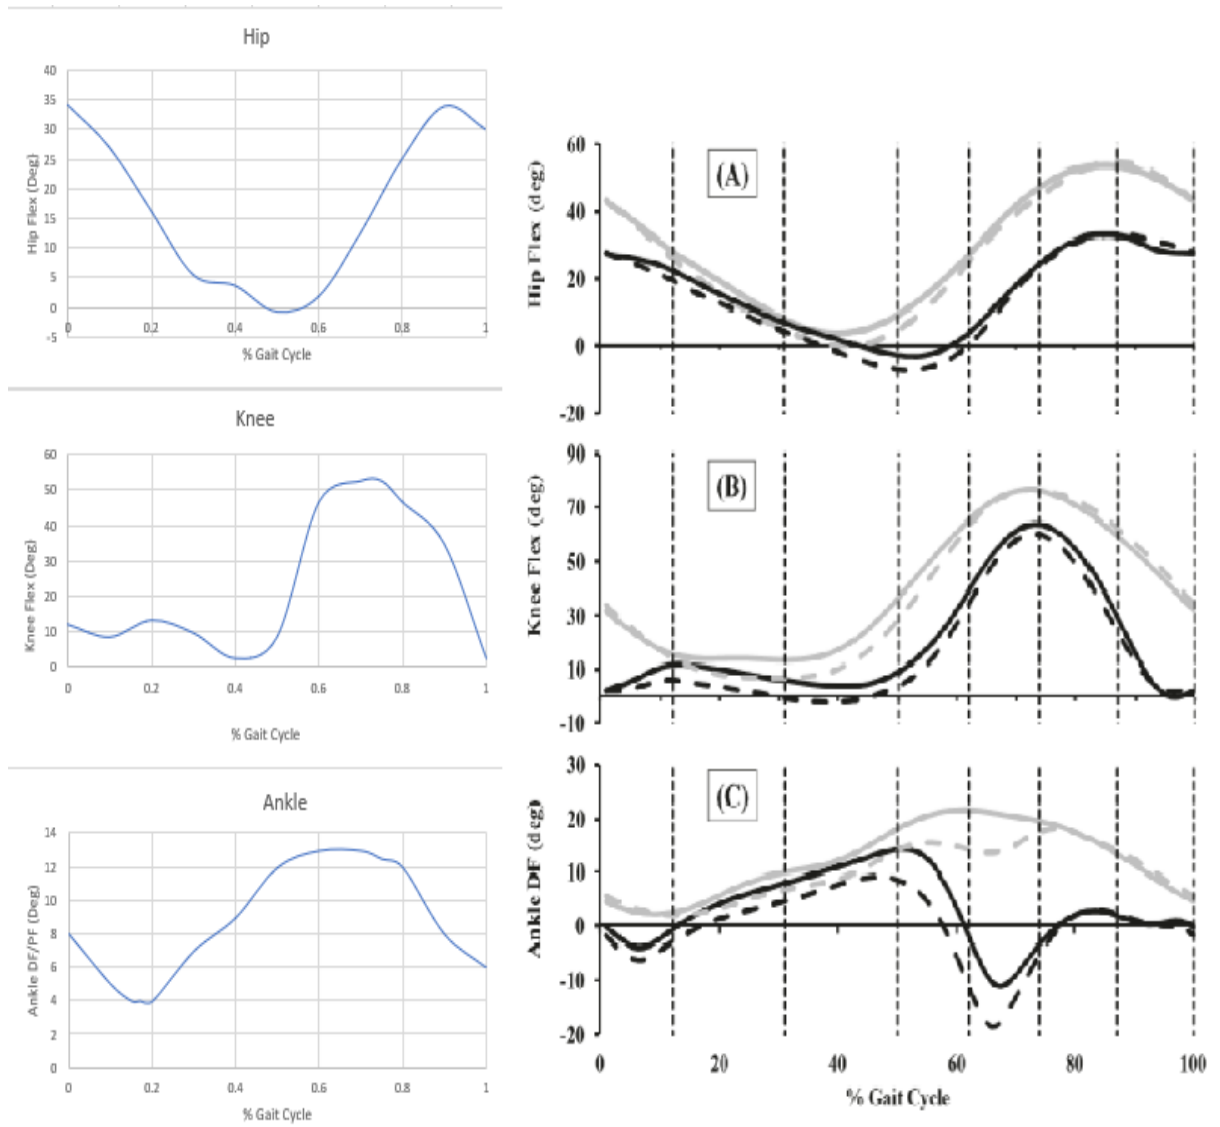 Hip
40
35
30
25
20
15
10
5
0
-5
Hip Flex (Deg)
0 0.2 0.4 0.6 0.8 1
% Gait Cycle
Knee
60
50
40
30
20
10
0
Knee Flex (Deg)
0 0.2 0.4 0.6 0.8 1
% Gait Cycle
Ankle
14
12
10
8
6
4
2
0
Ankle DF/PF (Deg)
0 0.2 0.4 0.6 0.8 1
% Gait Cycle
(A)
60
40
20
0
-20
Hip Flex (deg)
(B)
90
70
50
30
10
-10
Knee Flex (deg)
(C)
30
20
10
0
-10
-20
Ankle DF (deg)
0 20 40 60 80 100
% Gait Cycle